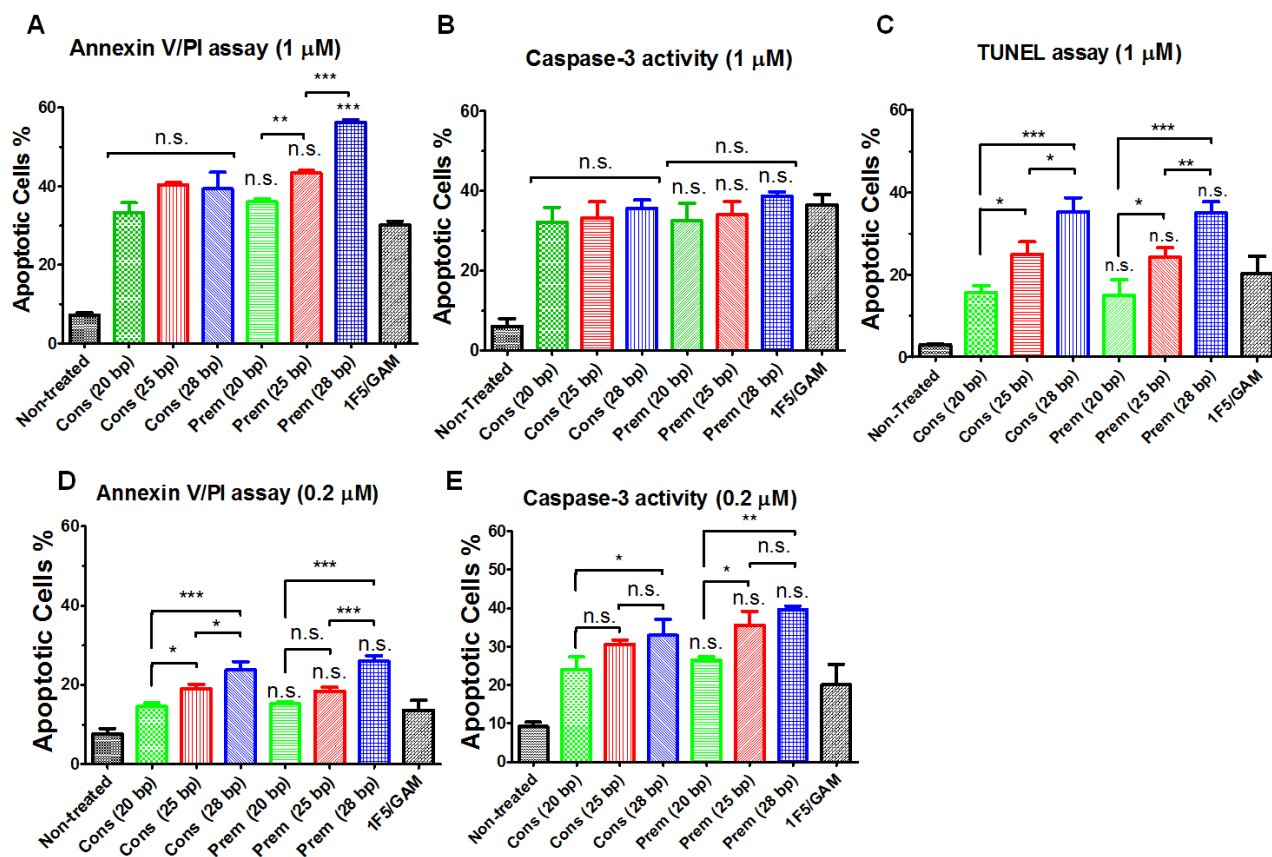 A
Annexin V/PI assay (1 μM)
Apoptotic Cells %
60
40
20
0
n.s.
**
***
n.s.
n.s.
***
Non-treated
Cons (20 bp)
Cons (25 bp)
Cons (28 bp)
Prem (20 bp)
Prem (25 bp)
Prem (28 bp)
1F5/GAM
B
Caspase-3 activity (1 μM)
Apoptotic Cells %
60
40
20
0
n.s.
n.s.
n.s.
n.s.
n.s.
Non-Treated
Cons (20 bp)
Cons (25 bp)
Cons (28 bp)
Prem (20 bp)
Prem (25 bp)
Prem (28 bp)
1F5/GAM
C
TUNEL assay (1 μM)
Apoptotic Cells %
60
40
20
0
***
*
*
***
**
*
n.s.
n.s.
n.s.
Non-Treated
Cons (20 bp)
Cons (25 bp)
Cons (28 bp)
Prem (20 bp)
Prem (25 bp)
Prem (28 bp)
1F5/GAM
D
Annexin V/PI assay (0.2 μM)
Apoptotic Cells %
60
40
20
0
***
*
*
***
***
n.s.
n.s.
n.s.
n.s.
Non-treated
Cons (20 bp)
Cons (25 bp)
Cons (28 bp)
Prem (20 bp)
Prem (25 bp)
Prem (28 bp)
1F5/GAM
E
Caspase-3 activity (0.2 μM)
Apoptotic Cells %
60
50
40
30
20
10
0
*
n.s.
n.s.
**
n.s.
*
n.s.
n.s.
n.s.
Non-treated
Cons (20 bp)
Cons (25 bp)
Cons (28 bp)
Prem (20 bp)
Prem (25 bp)
Prem (28 bp)
1F5/GAM